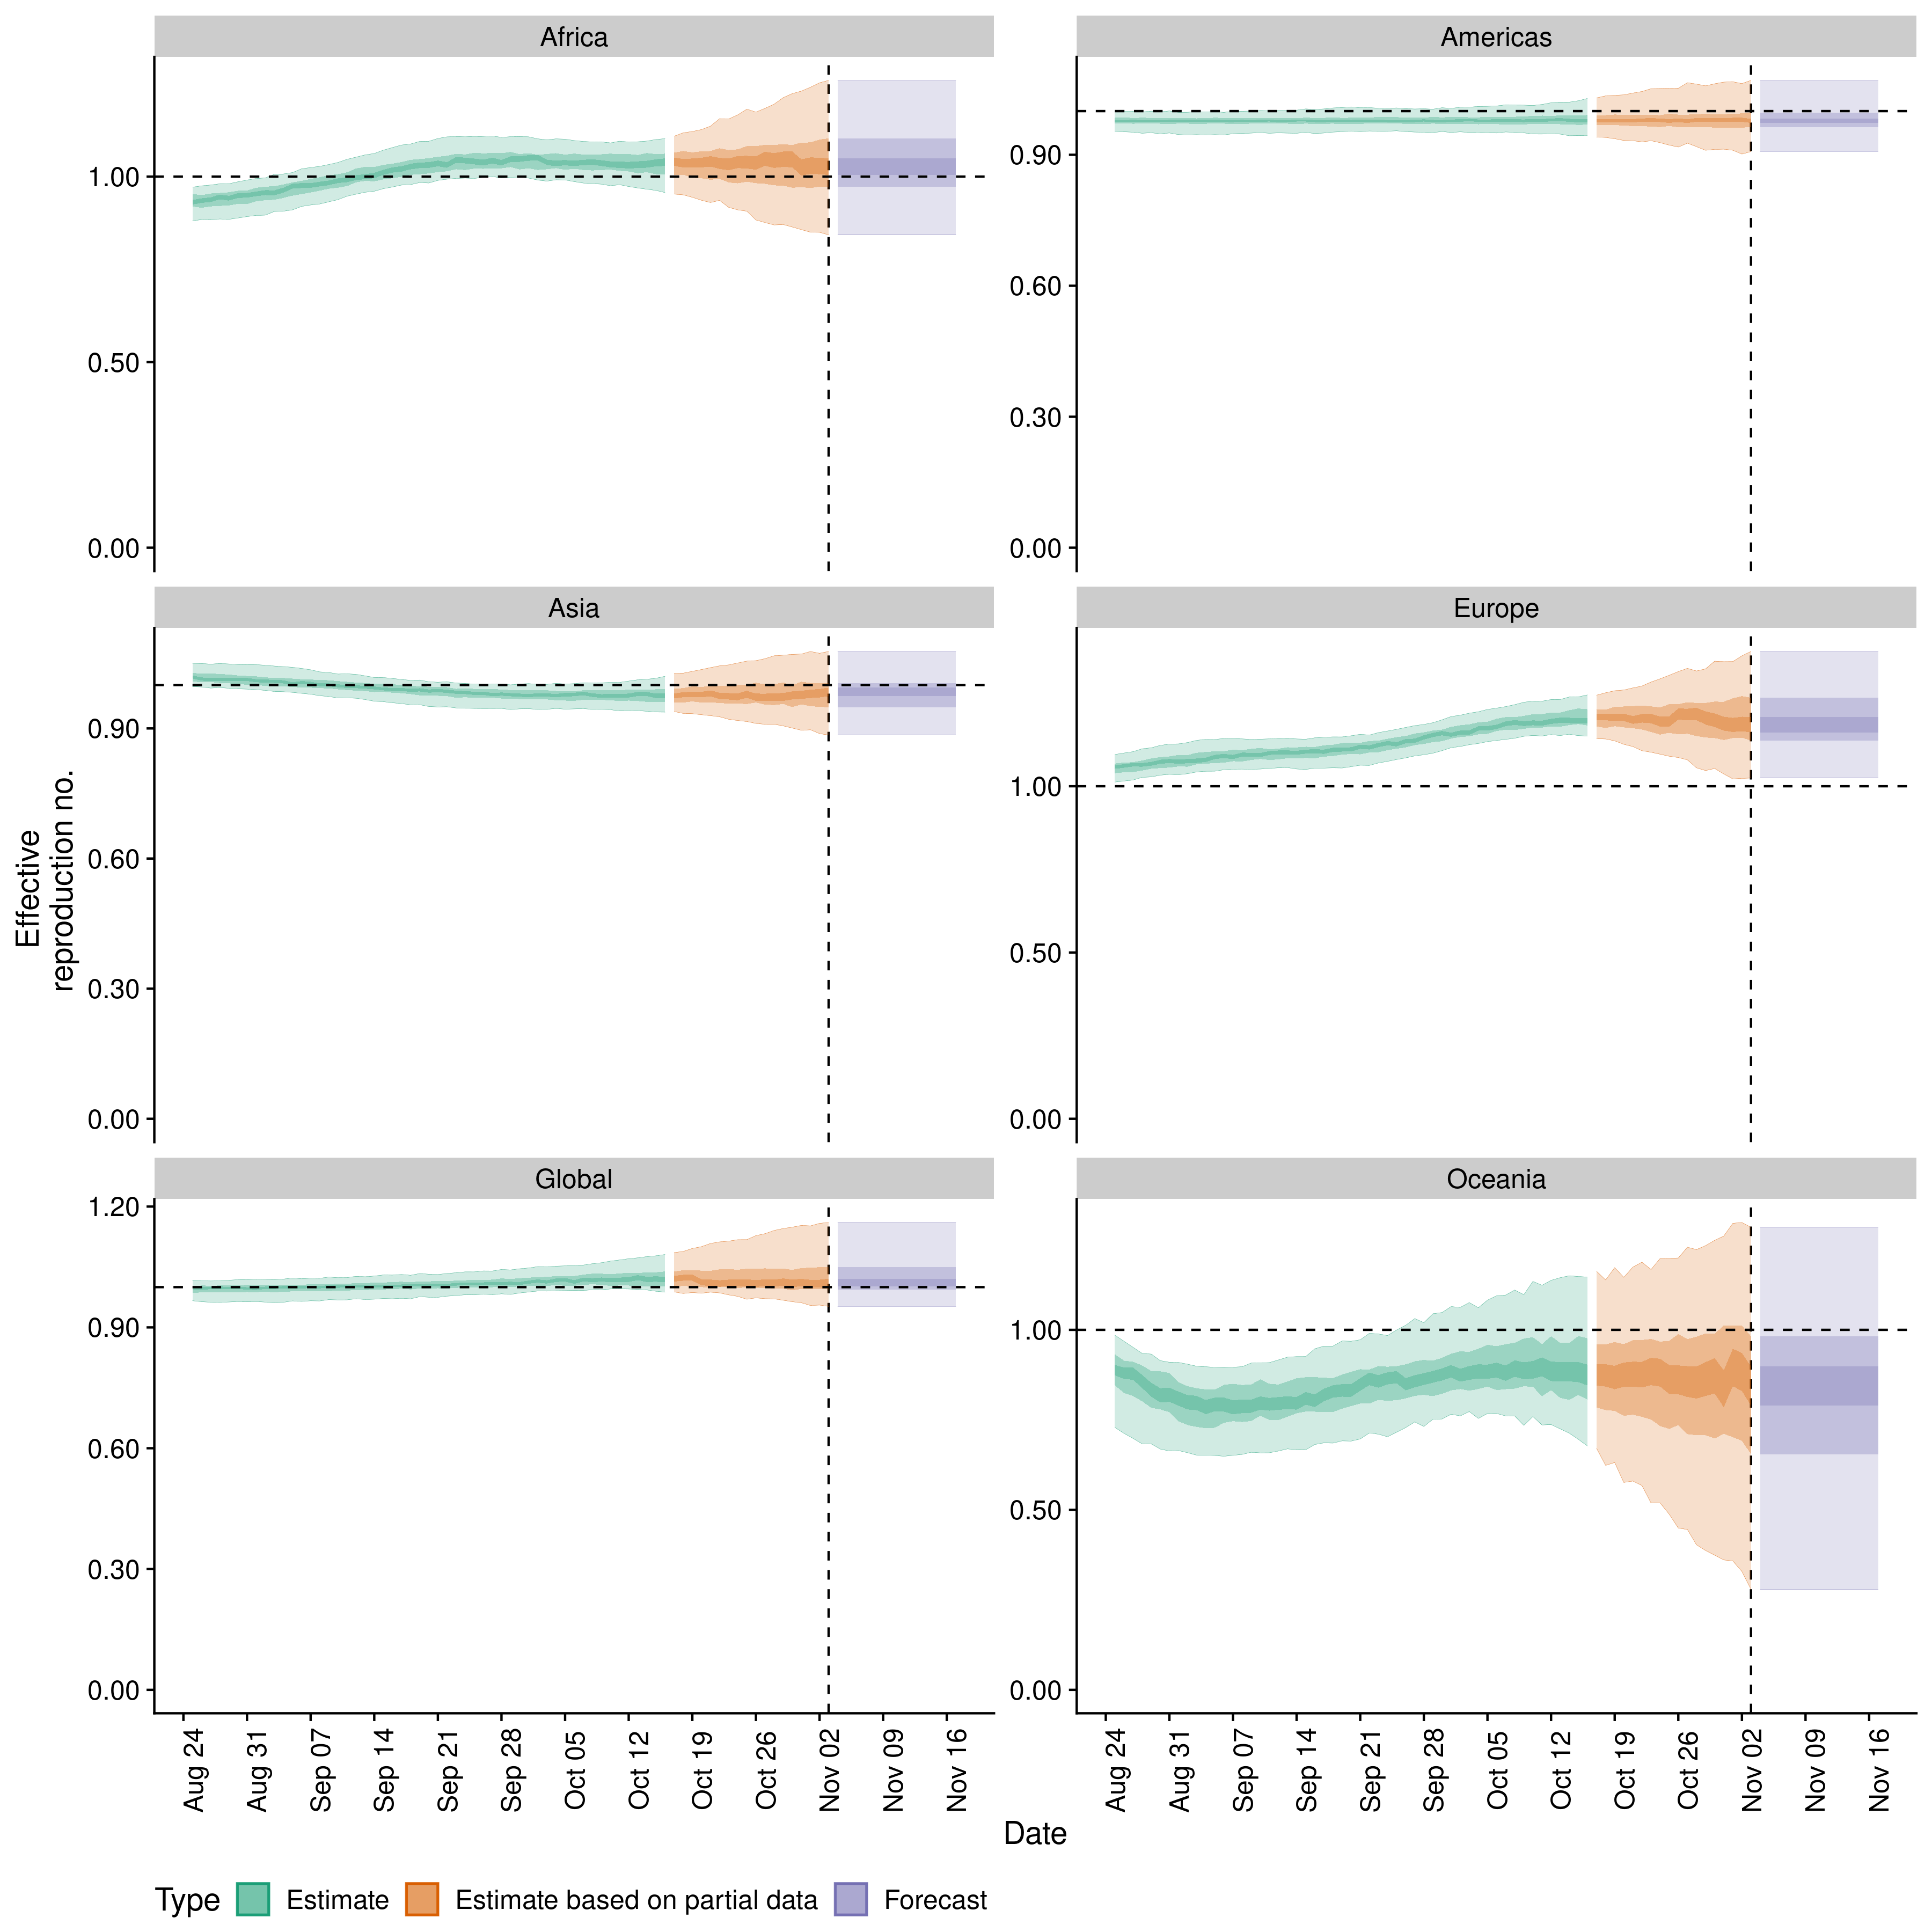 Africa
Americas
1.00
0.50
0.00
0.90
0.60
0.30
0.00
Asia
Europe
0.90
0.60
0.30
0.00
1.00
0.50
0.00
Global
Oceania
1.20
0.90
0.60
0.30
0.00
1.00
0.50
0.00
Effective
reproduction no.
Aug 24
Aug 31
Sep 07
Sep 14
Sep 21
Sep 28
Oct 05
Oct 12
Oct 19
Oct 26
Nov 02
Nov 09
Nov 16
Aug 24
Aug 31
Sep 07
Sep 14
Sep 21
Sep 28
Oct 05
Oct 12
Oct 19
Oct 26
Nov 02
Nov 09
Nov 16
Date
Type Estimate Estimate based on partial data Forecast